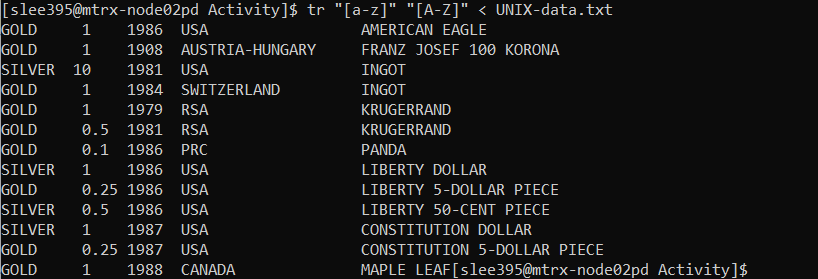 [slee395@mtrx-node02pd Activity]$ tr "[a-z]" "[A-Z]" < UNIX-data.txt
GOLD     1    1986  USA                 AMERICAN EAGLE
GOLD     1    1908  AUSTRIA-HUNGARY     FRANZ JOSEF 100 KORONA
SILVER  10    1981  USA                 INGOT
GOLD     1    1984  SWITZERLAND         INGOT
GOLD     1    1979  RSA                 KRUGERRAND
GOLD     0.5  1981  RSA                 KRUGERRAND
GOLD     0.1  1986  PRC                 PANDA
SILVER   1    1986  USA                 LIBERTY DOLLAR
GOLD     0.25 1986  USA                 LIBERTY 5-DOLLAR PIECE
SILVER   0.5  1986  USA                 LIBERTY 50-CENT PIECE
SILVER   1    1987  USA                 CONSTITUTION DOLLAR
GOLD     0.25 1987  USA                 CONSTITUTION 5-DOLLAR PIECE
GOLD     1    1988  CANADA              MAPLE LEAF[slee395@mtrx-node02pd Activity]$